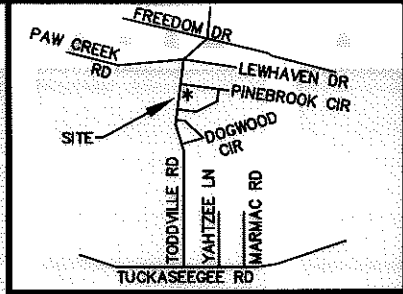 FREEDOM DR
PAW CREEK
RD
LEWHAVEN DR
PINEBROOK CIR
SITE
*
DOGWOOD
CIR
TODDVILLE RD
YAHTZEE LN
MARMAC RD
TUCKASEEGEE RD